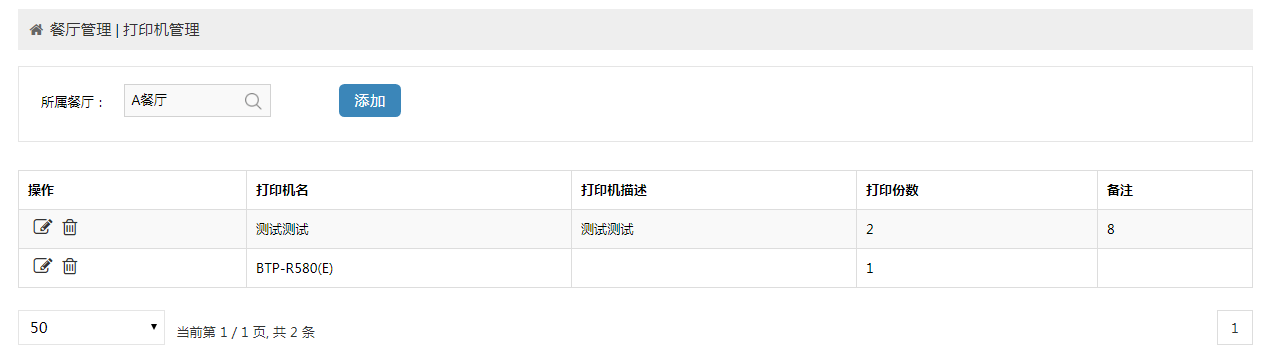 餐厅管理 | 打印机管理
所属餐厅： A餐厅 添加
操作 打印机名 打印机描述 打印份数 备注
测试测试 测试测试 2 8
BTP-R580(E) 1
50 当前第 1 / 1 页, 共 2 条 1